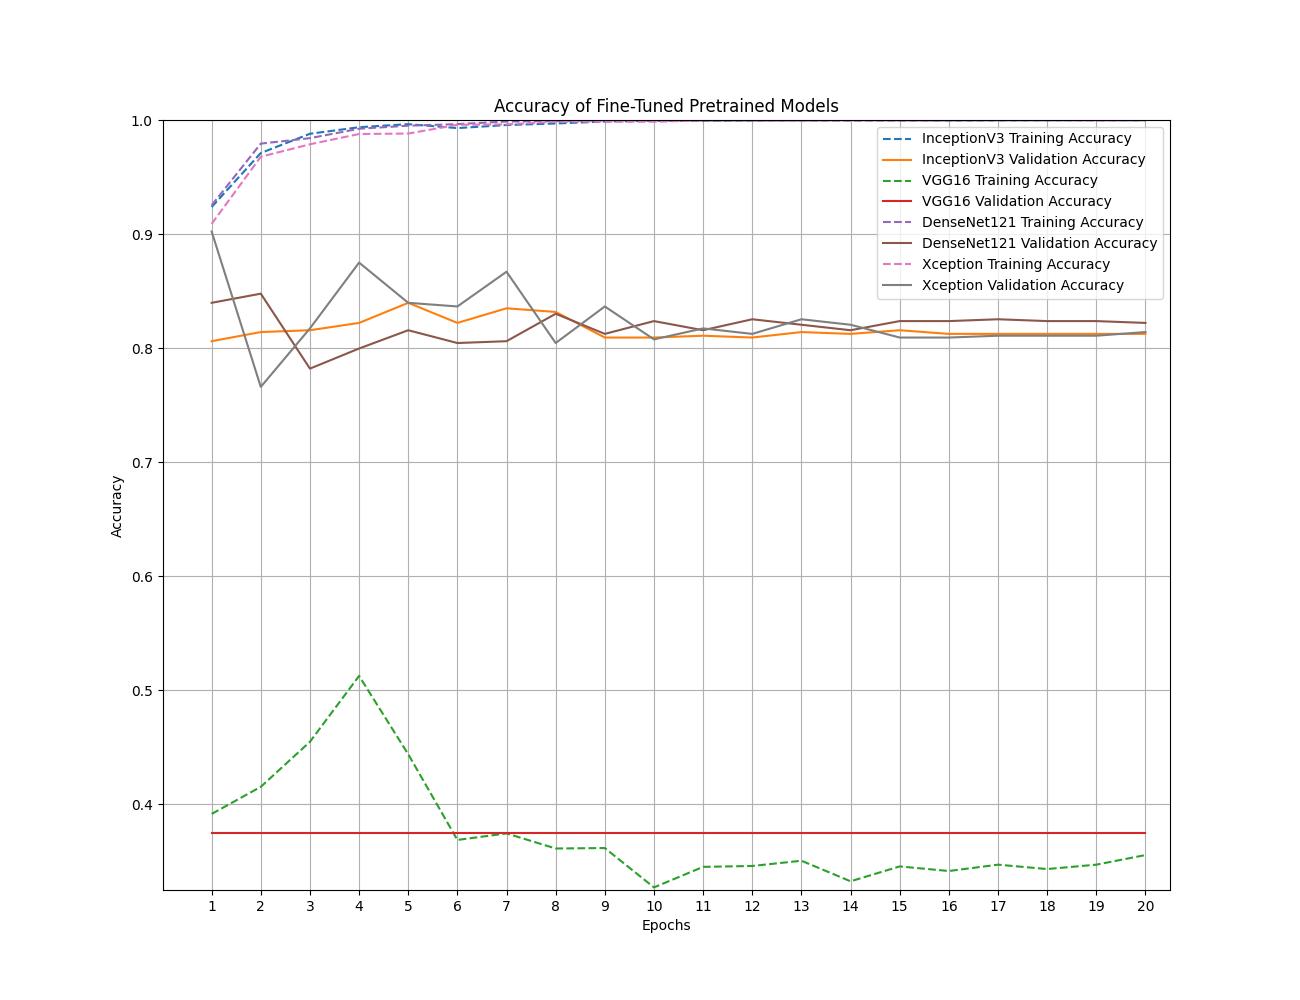 Accuracy of Fine-Tuned Pretrained Models
1.0
0.9
0.8
0.7
0.6
0.5
0.4
Accuracy
InceptionV3 Training Accuracy
InceptionV3 Validation Accuracy
VGG16 Training Accuracy
VGG16 Validation Accuracy
DenseNet121 Training Accuracy
DenseNet121 Validation Accuracy
Xception Training Accuracy
Xception Validation Accuracy
1 2 3 4 5 6 7 8 9 10 11 12 13 14 15 16 17 18 19 20
Epochs